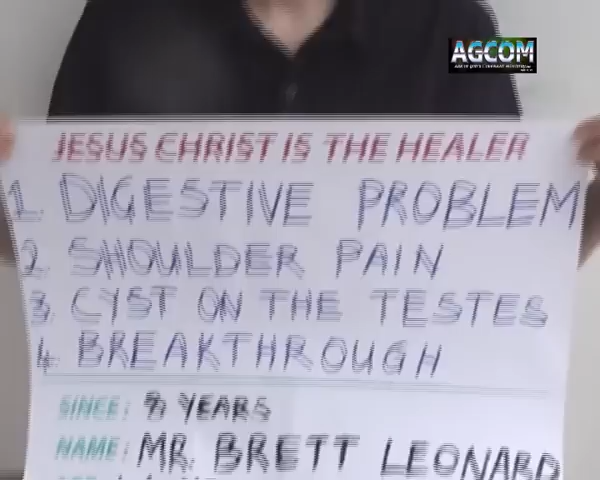 AGCOM
JESUS CHRIST IS THE HEALER
1. DIGESTIVE PROBLEM
2. SHOULDER PAIN
3. CYST ON THE TESTES
4. BREAKTHROUGH
SINCE: YEARS
NAME: MR. BRETT LEONARD